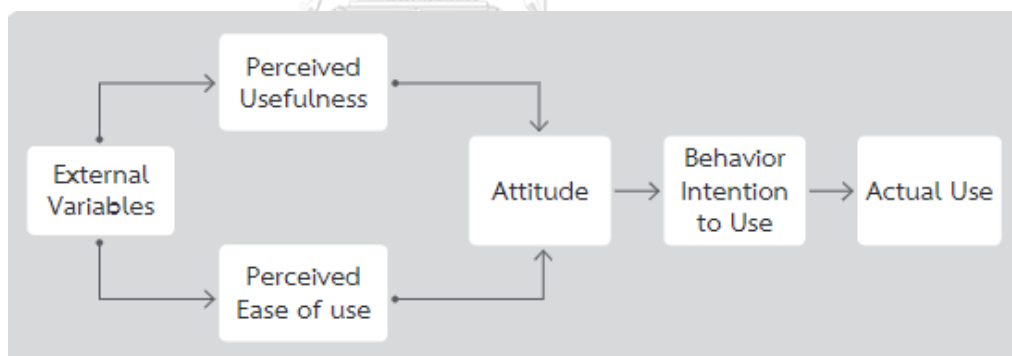 Perceived
Usefulness
External
Variables
Attitude
Behavior
Intention
to Use
Actual Use
Perceived
Ease of use